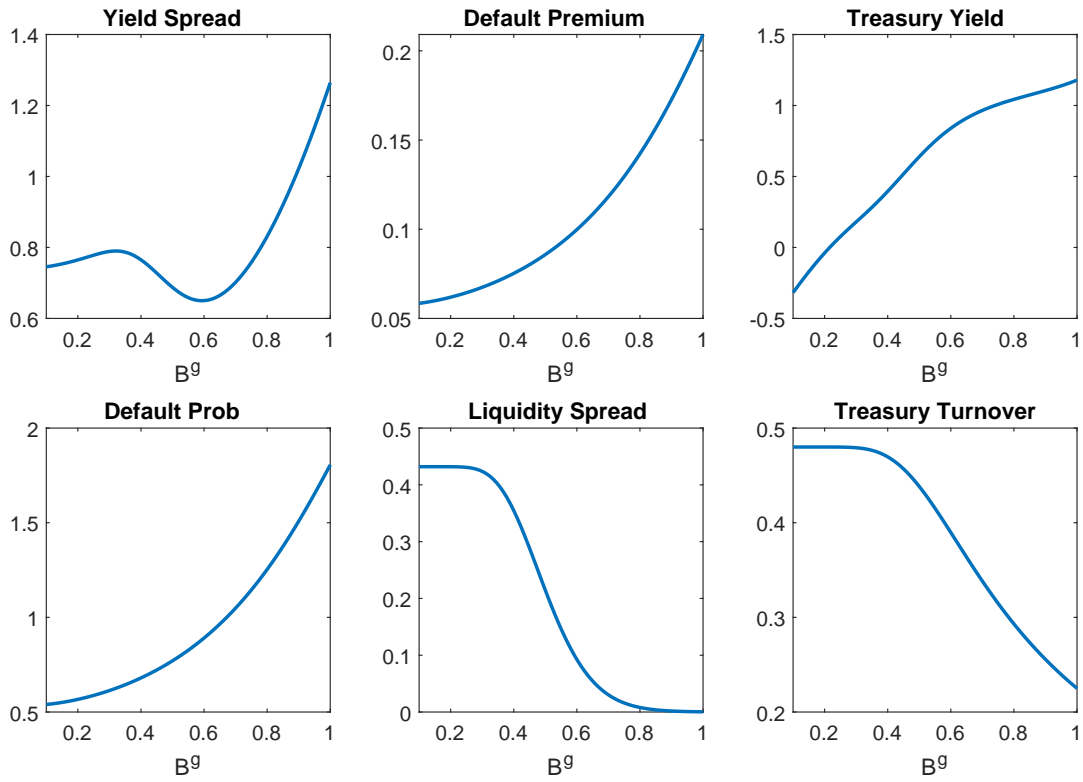 Yield Spread
1.4
1.2
1
0.8
0.6
0.2 0.4 0.6 0.8 1
B^g
Default Premium
0.2
0.15
0.1
0.05
0.2 0.4 0.6 0.8 1
B^g
Treasury Yield
1.5
1
0.5
0
-0.5
0.2 0.4 0.6 0.8 1
B^g
Default Prob
2
1.5
1
0.5
0.2 0.4 0.6 0.8 1
B^g
Liquidity Spread
0.5
0.4
0.3
0.2
0.1
0
0.2 0.4 0.6 0.8 1
B^g
Treasury Turnover
0.5
0.4
0.3
0.2
0.2 0.4 0.6 0.8 1
B^g